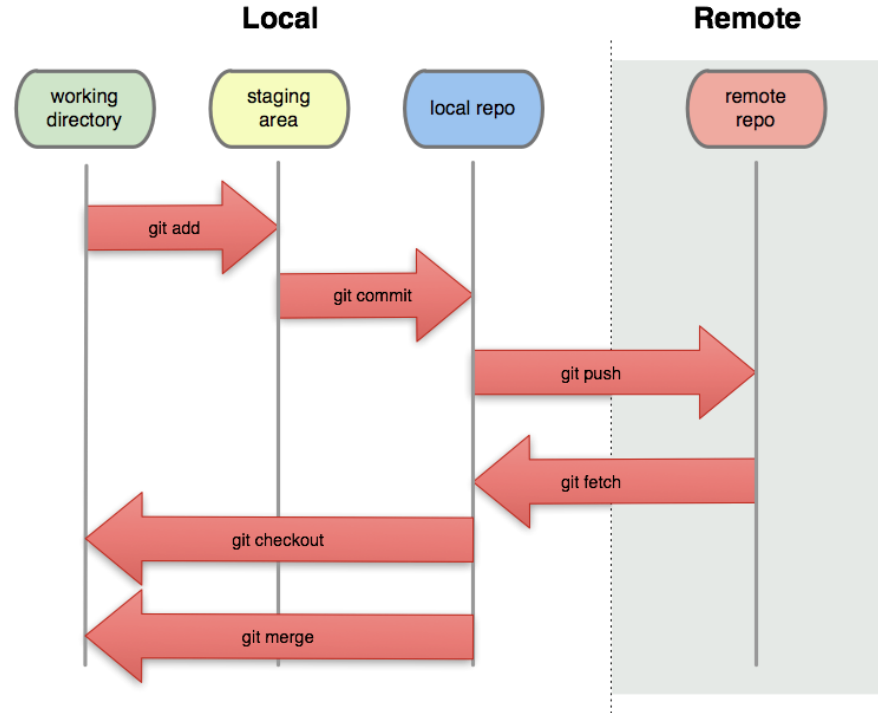 Local
Remote
working
directory
staging
area
local repo
remote
repo
git add
git commit
git push
git fetch
git checkout
git merge